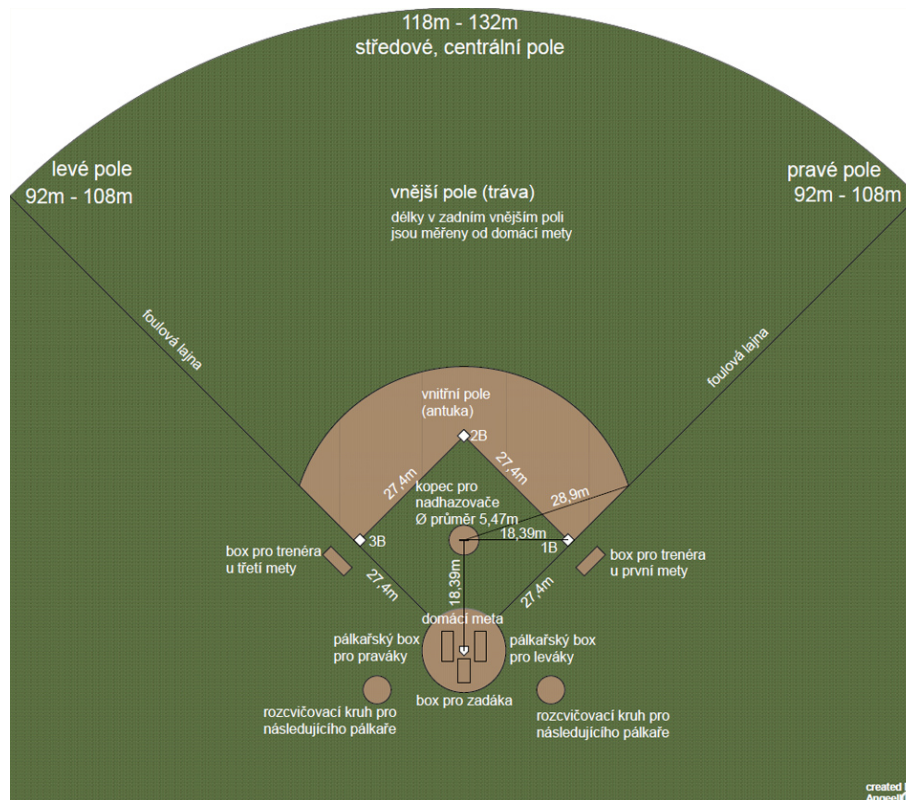 118m - 132m
středové, centrální pole
levé pole
92m - 108m
pravé pole
92m - 108m
vnější pole (tráva)
délky v zadním vnějším poli
jsou měřeny od domácí mety
foulová lajna
foulová lajna
vnitřní pole
(antuka)
2B
27,4m
27,4m
kopec pro
nadhazovače
Ø průměr 5,47m
28,9m
18,39m
3B
1B
box pro trenéra
u třetí mety
box pro trenéra
u první mety
27,4m
18,39m
27,4m
domácí meta
pálkařský box
pro praváky
pálkařský box
pro leváky
box pro zadáka
rozcvičovací kruh pro
následujícího pálkaře
rozcvičovací kruh pro
následujícího pálkaře
created